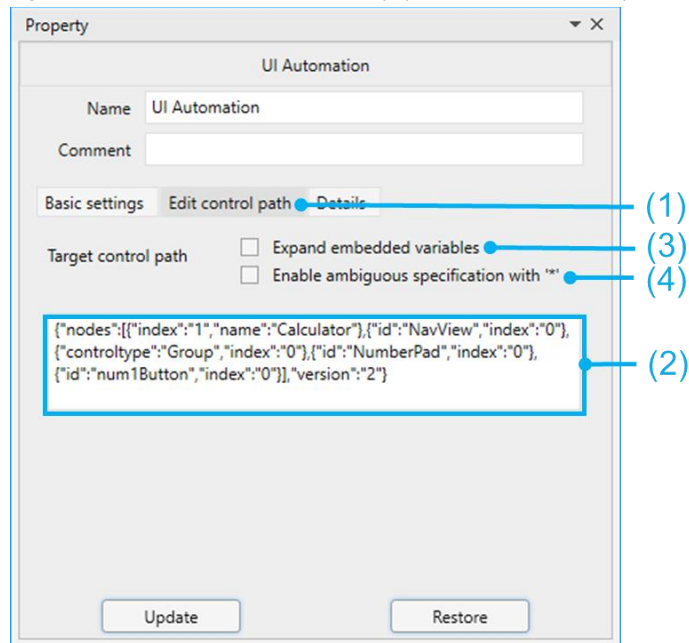 Property
UI Automation
Name UI Automation
Comment
Basic settings Edit control path Details (1)
Target control path
Expand embedded variables (3)
Enable ambiguous specification with '*' (4)
{"nodes":[{"index":"1","name":"Calculator"},{"id":"NavView","index":"0"},
{"controltype":"Group","index":"0"},{"id":"NumberPad","index":"0"},
{"id":"num1Button","index":"0"}],"version":"2"}
(2)
Update Restore